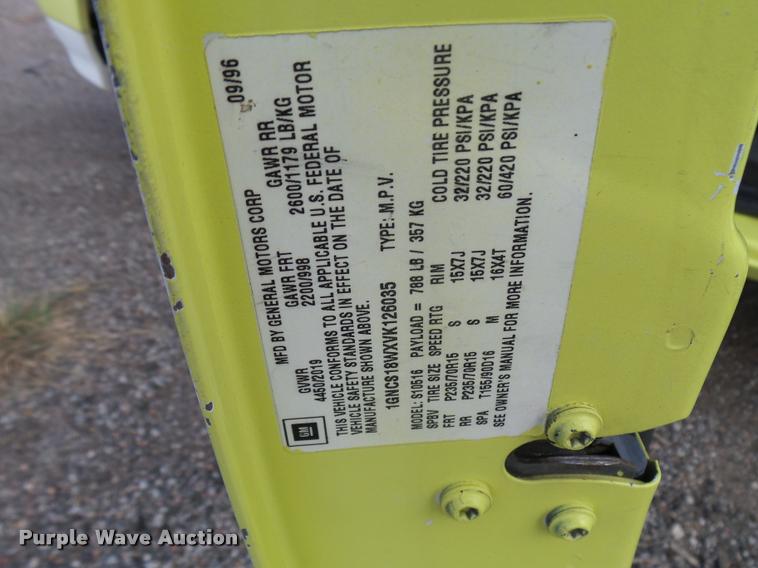 MFD BY GENERAL MOTORS CORP 09/96
GVWR GAWR FRT GAWR RR
4450/2019 2200/998 2600/1179 LB/KG
THIS VEHICLE CONFORMS TO ALL APPLICABLE U.S. FEDERAL MOTOR
VEHICLE SAFETY STANDARDS IN EFFECT ON THE DATE OF
MANUFACTURE SHOWN ABOVE.
1GNCS18WXVK126035 TYPE: M.P.V.
MODEL: S10516 PAYLOAD = 788 LB / 357 KG
SPBV TIRE SIZE SPEED RTG RIM COLD TIRE PRESSURE
FRT P235/70R15 S 15X7J 32/220 PSI/KPA
RR P235/70R15 S 15X7J 32/220 PSI/KPA
SPA T155/90D16 M 16X4T 60/420 PSI/KPA
SEE OWNER'S MANUAL FOR MORE INFORMATION.
GM
Purple Wave Auction